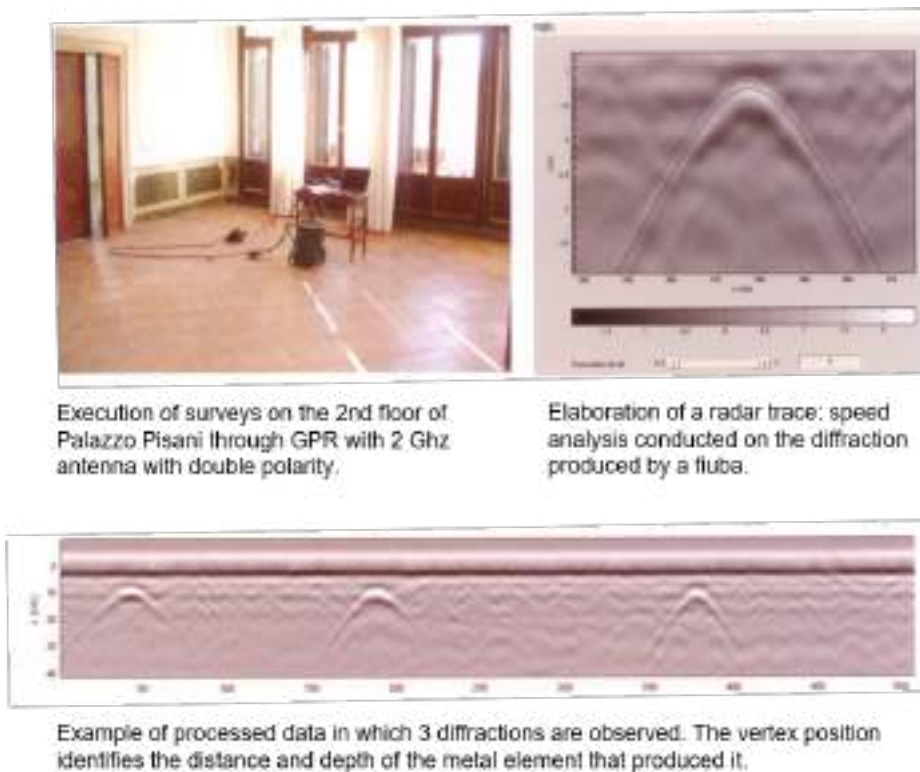 Execution of surveys on the 2nd floor of
Palazzo Pisani through GPR with 2 Ghz
antenna with double polarity.
Elaboration of a radar trace: speed
analysis conducted on the diffraction
produced by a fiuba.
Example of processed data in which 3 diffractions are observed. The vertex position
identifies the distance and depth of the metal element that produced it.